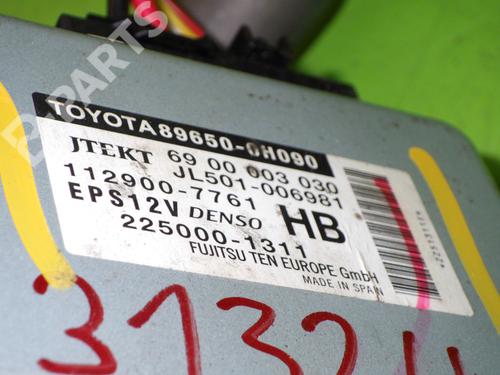 B-PARTS
TOYOTA 89650-0H090
JTEKT 69 00 003 030
JL501-006981
112900-7761
EPS12V DENSO HB
225000-1311
FUJITSU TEN EUROPE GmbH
MADE IN SPAIN